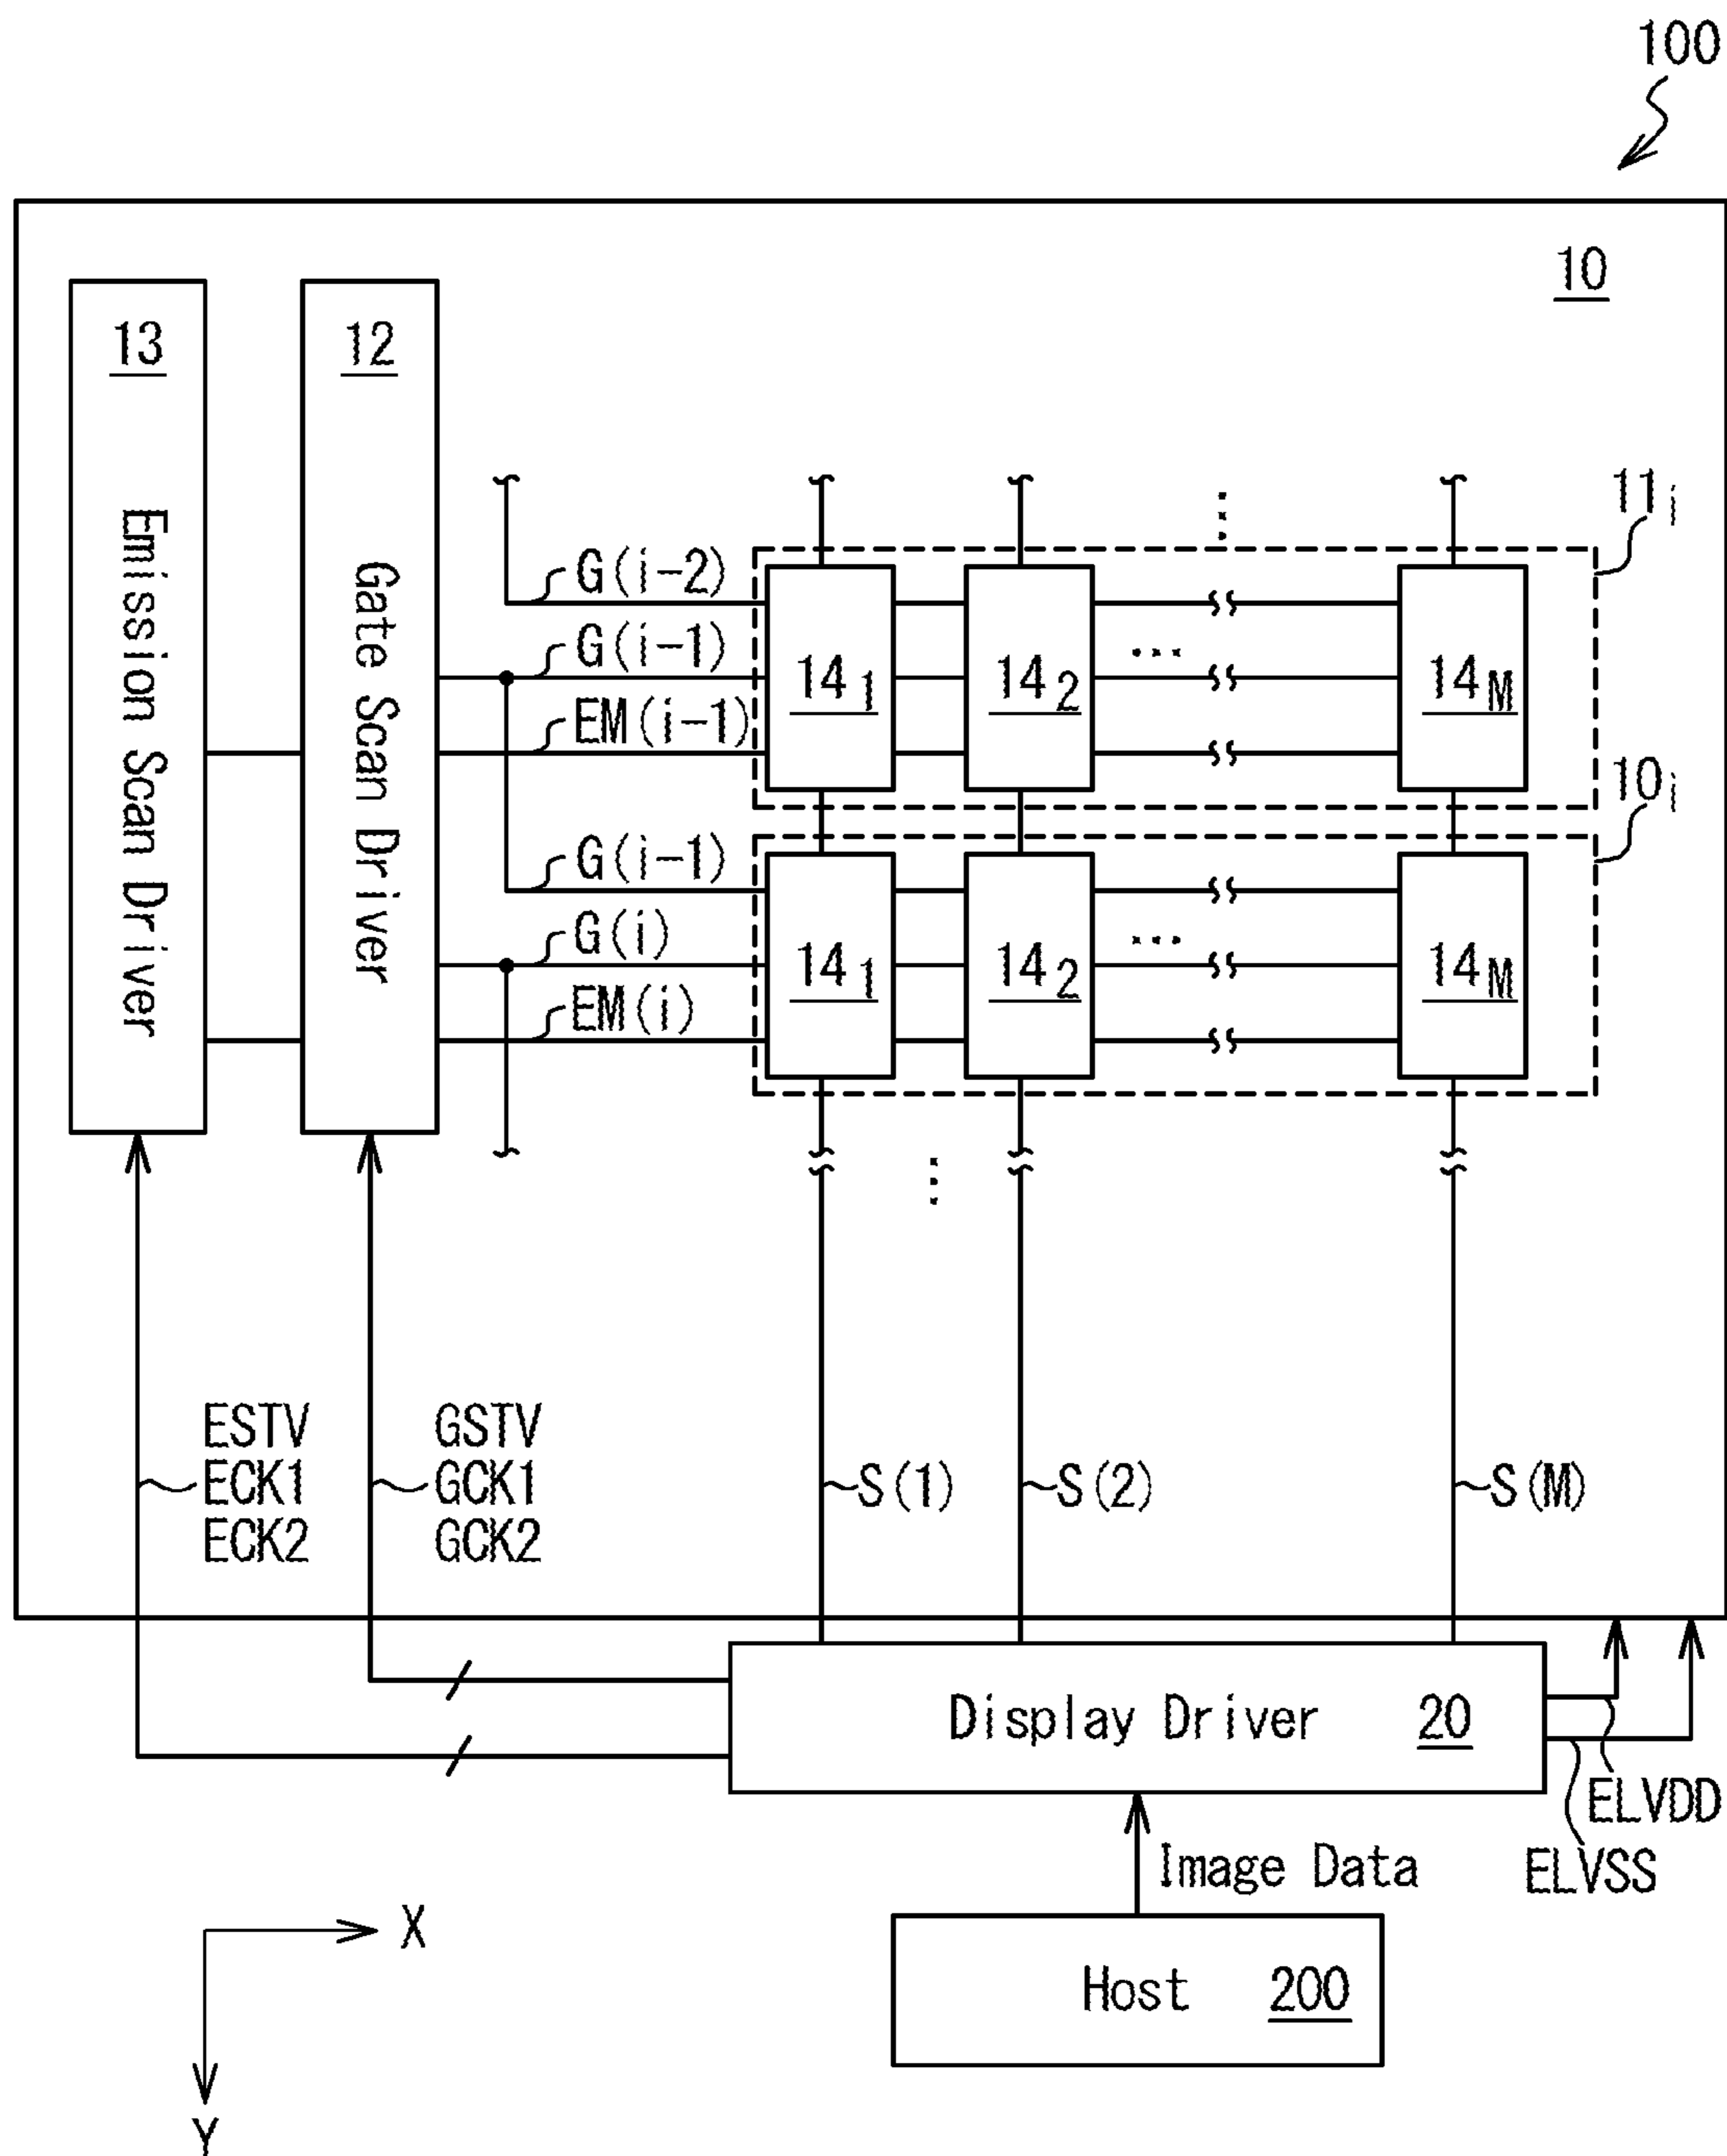 100
10
13
Emission Scan Driver
12
Gate Scan Driver
11i
G(i-2)
G(i-1)
EM(i-1)
141
142
...
14M
10i
G(i-1)
G(i)
EM(i)
141
142
...
14M
ESTV
ECK1
ECK2
GSTV
GCK1
GCK2
S(1)
S(2)
S(M)
Display Driver 20
ELVDD
ELVSS
Image Data
Host 200
X
Y